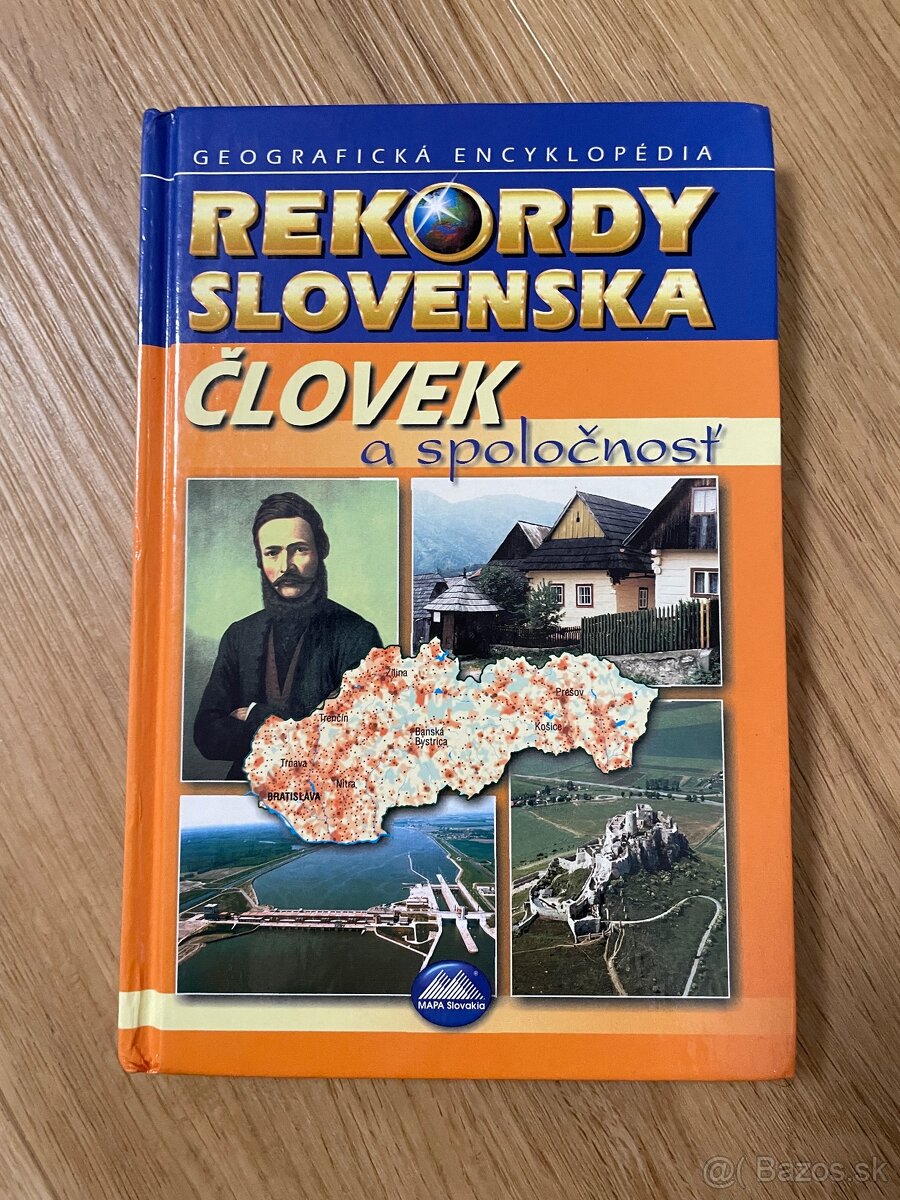 GEOGRAFICKÁ ENCYKLOPÉDIA
REKORDY
SLOVENSKA
ČLOVEK
a spoločnosť
Žilina
Prešov
Trenčín
Košice
Banská
Bystrica
Trnava
Nitra
BRATISLAVA
MAPA Slovakia
@( Bazos.sk